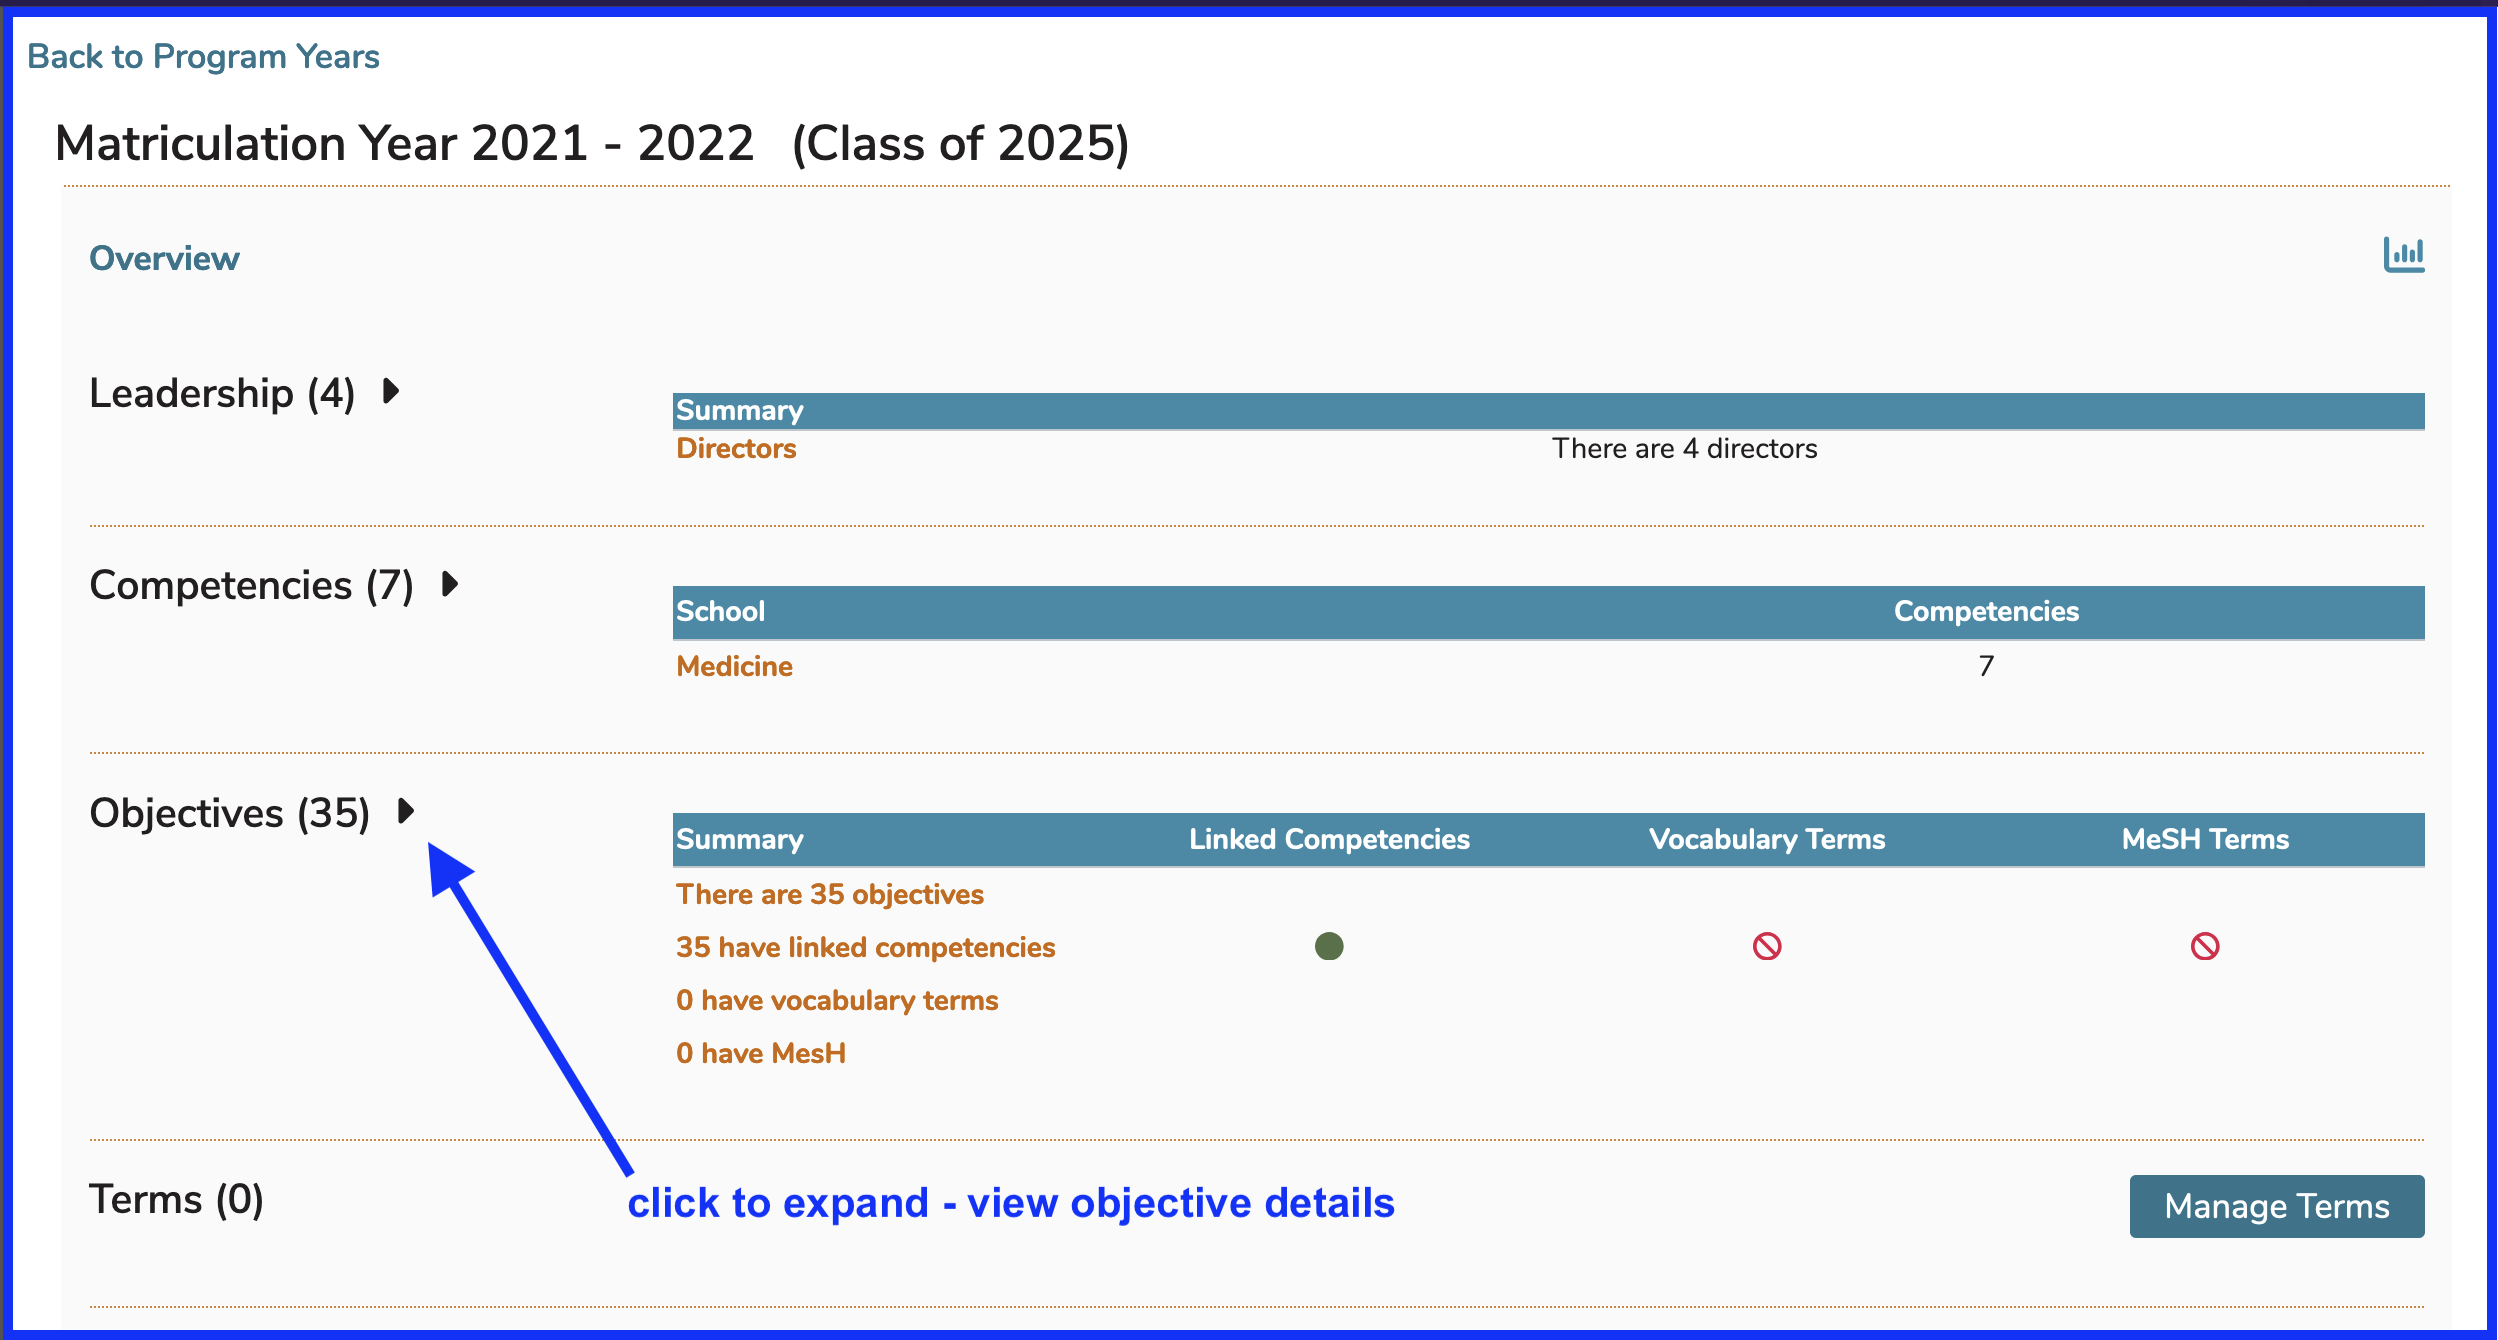 Back to Program Years
Matriculation Year 2021 - 2022 (Class of 2025)
Overview
Leadership (4)
Summary
Directors There are 4 directors
Competencies (7)
School Competencies
Medicine 7
Objectives (35)
Summary Linked Competencies Vocabulary Terms MeSH Terms
There are 35 objectives
35 have linked competencies
0 have vocabulary terms
0 have MesH
Terms (0)
click to expand - view objective details
Manage Terms